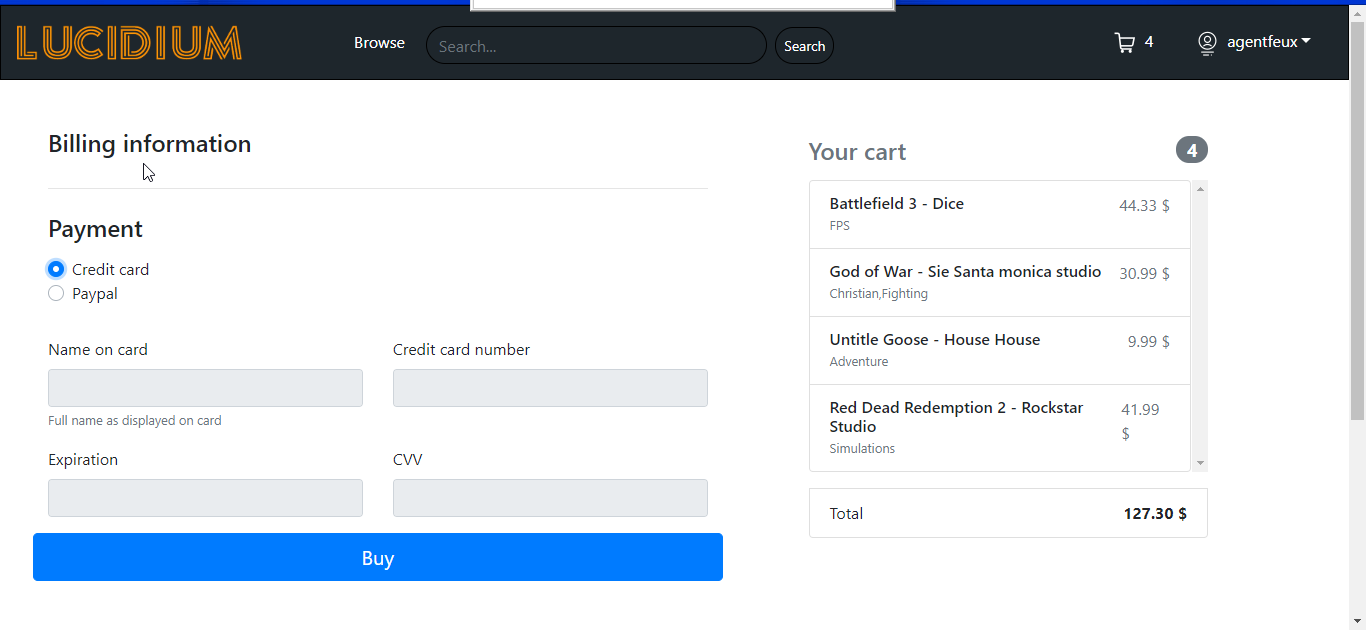 LUCIDIUM
Browse
Search...
Search
4
agentfeux
Billing information
Payment
Credit card
Paypal
Name on card
Credit card number
Full name as displayed on card
Expiration
CVV
Buy
Your cart
4
Battlefield 3 - Dice
44.33 $
FPS
God of War - Sie Santa monica studio
30.99 $
Christian,Fighting
Untitle Goose - House House
9.99 $
Adventure
Red Dead Redemption 2 - Rockstar
Studio
41.99
$
Simulations
Total
127.30 $